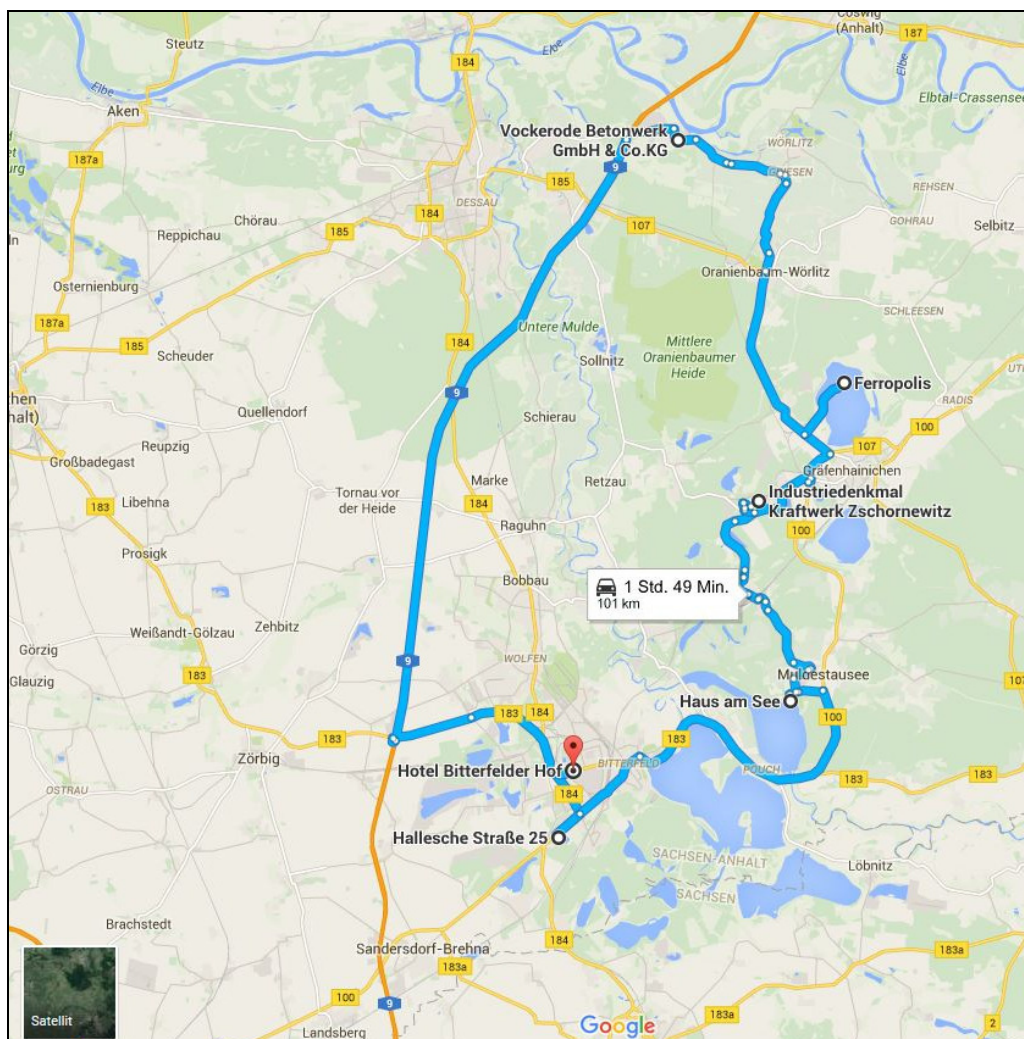 Coswig
(Anhalt)
187
Steutz
184
Elbe
Elbe
Elbe
Aken
Elbtal-Crassensee
Vockerode Betonwerk
GmbH & Co.KG
WÖRLITZ
187a
9
GRIESEN
185
REHSEN
DESSAU
184
Chörau
GOHRAU
Selbitz
Reppichau
185
107
Osternienburg
Oranienbaum-Wörlitz
SCHLEESEN
187a
Untere Mulde
185
Scheuder
184
Sollnitz
Mittlere
Oranienbaumer
Heide
Ferropolis
RADIS
9
Quellendorf
Schierau
100
Reupzig
107
Großbadegast
Gräfenhainichen
Marke
Retzau
Industriedenkmal
Kraftwerk Zschornewitz
Libehna
Tornau vor
der Heide
184
183
Raguhn
100
Prosigk
Bobbau
1 Std. 49 Min.
101 km
Weißandt-Gölzau
Zehbitz
Görzig
WOLFEN
9
Glauzig
183
Muldestausee
107
Haus am See
183
184
100
183
183
Zörbig
Hotel Bitterfelder Hof
BITTERFELD
POUCH
183
183
OSTRAU
184
Hallesche Straße 25
SACHSEN-ANHALT
SACHSEN
Löbnitz
Brachstedt
Sandersdorf-Brehna
184
183a
183a
100
9
Satellit
Landsberg
Google
183a
2